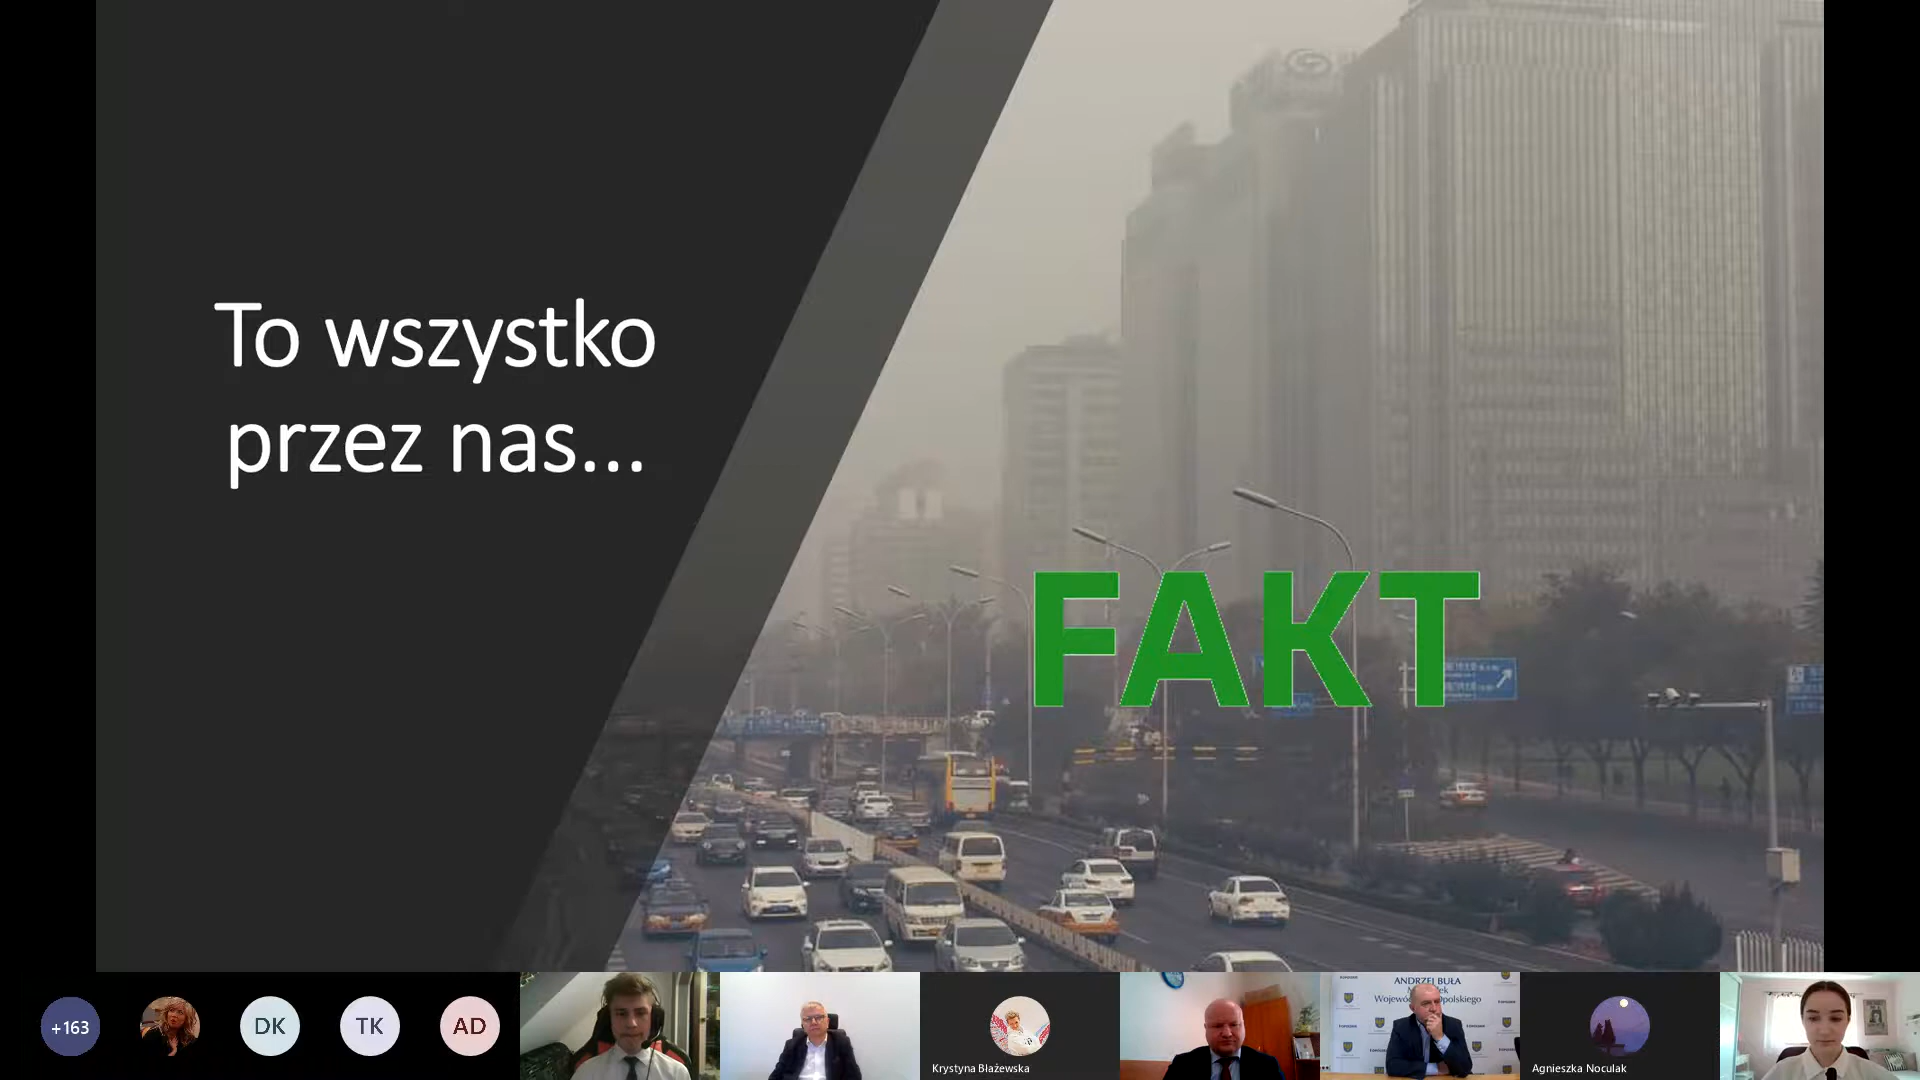 To wszystko
przez nas...
FAKT
+163
DK
TK
AD
Krystyna Błażewska
ANDRZEJ BUŁA
Agnieszka Noculak